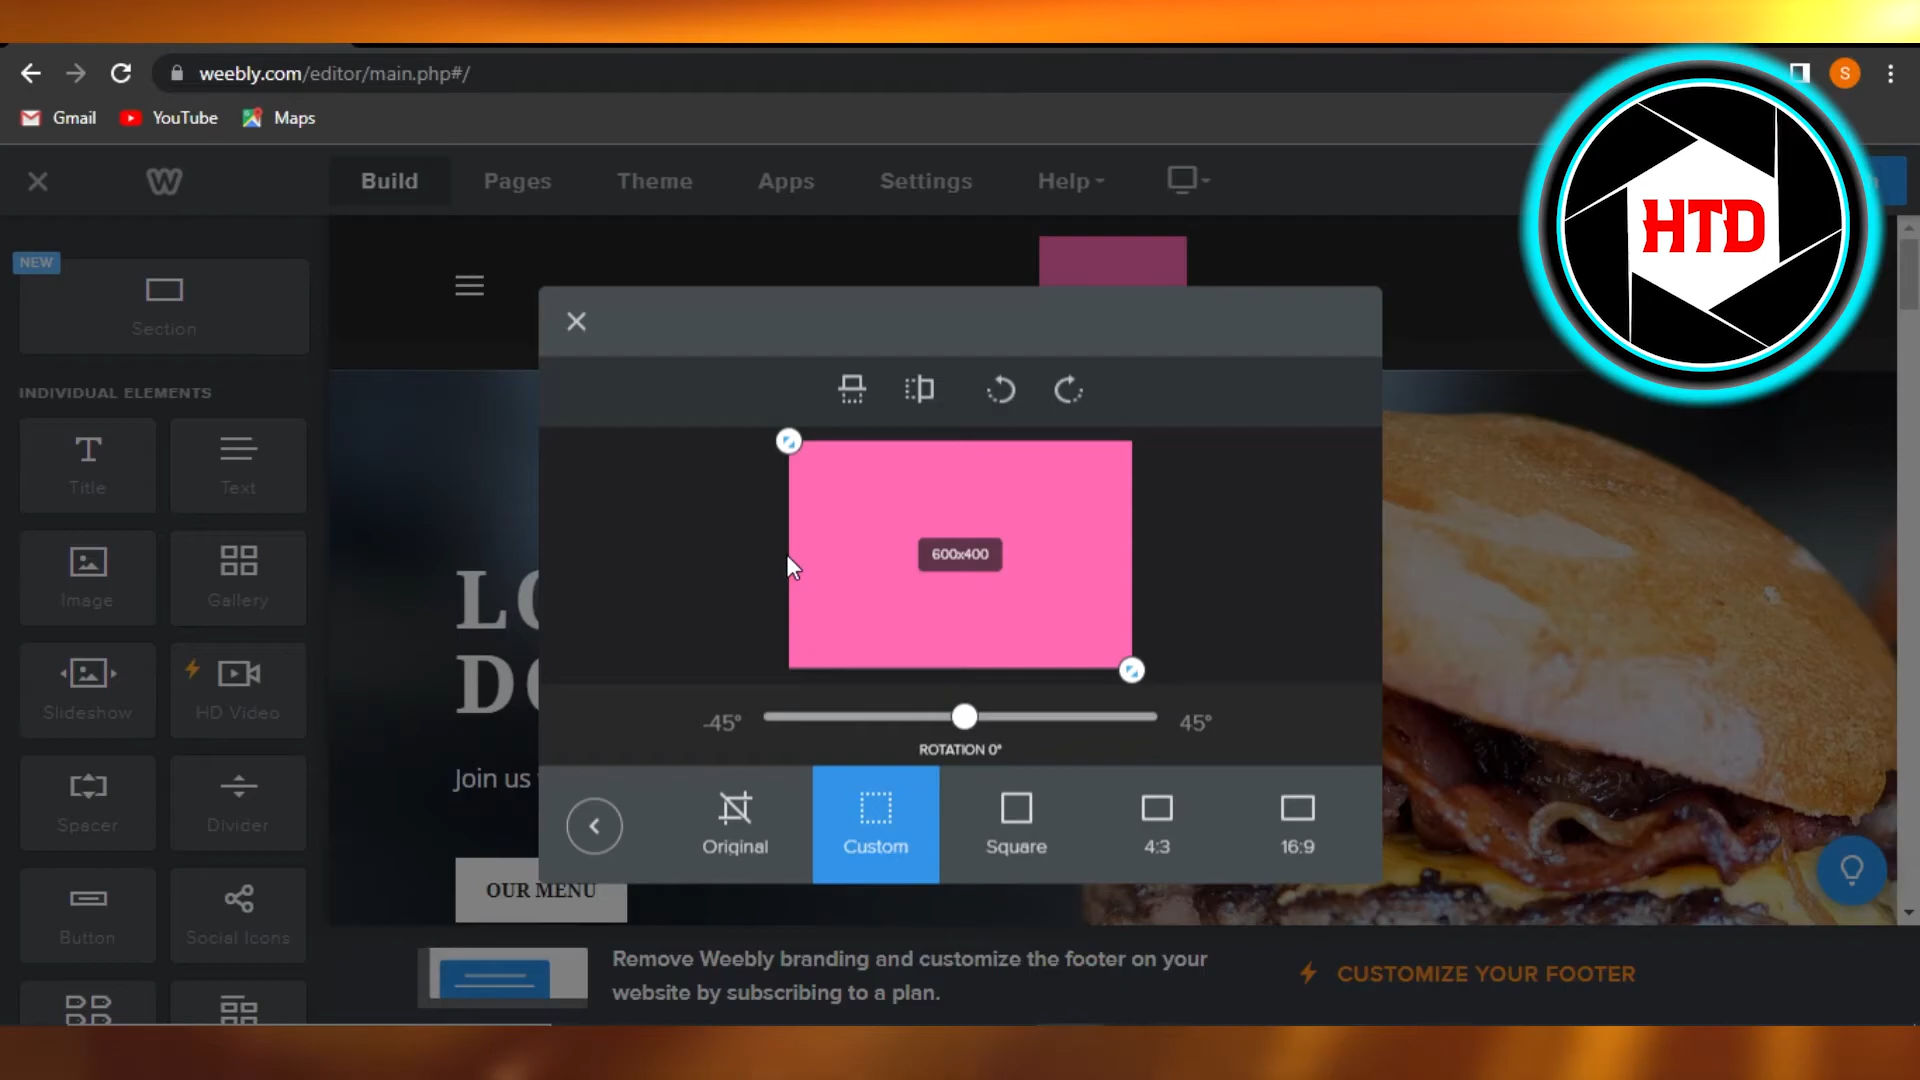 weebly.com/editor/main.php#/
S
Gmail
YouTube
Maps
Build
Pages
Theme
Apps
Settings
Help
HTD
NEW
Section
INDIVIDUAL ELEMENTS
Title
Text
Image
Gallery
Slideshow
HD Video
Spacer
Divider
Button
Social Icons
Join us
OUR MENU
600x400
-45°
45°
ROTATION 0°
Original
Custom
Square
4:3
16:9
Remove Weebly branding and customize the footer on your
website by subscribing to a plan.
CUSTOMIZE YOUR FOOTER